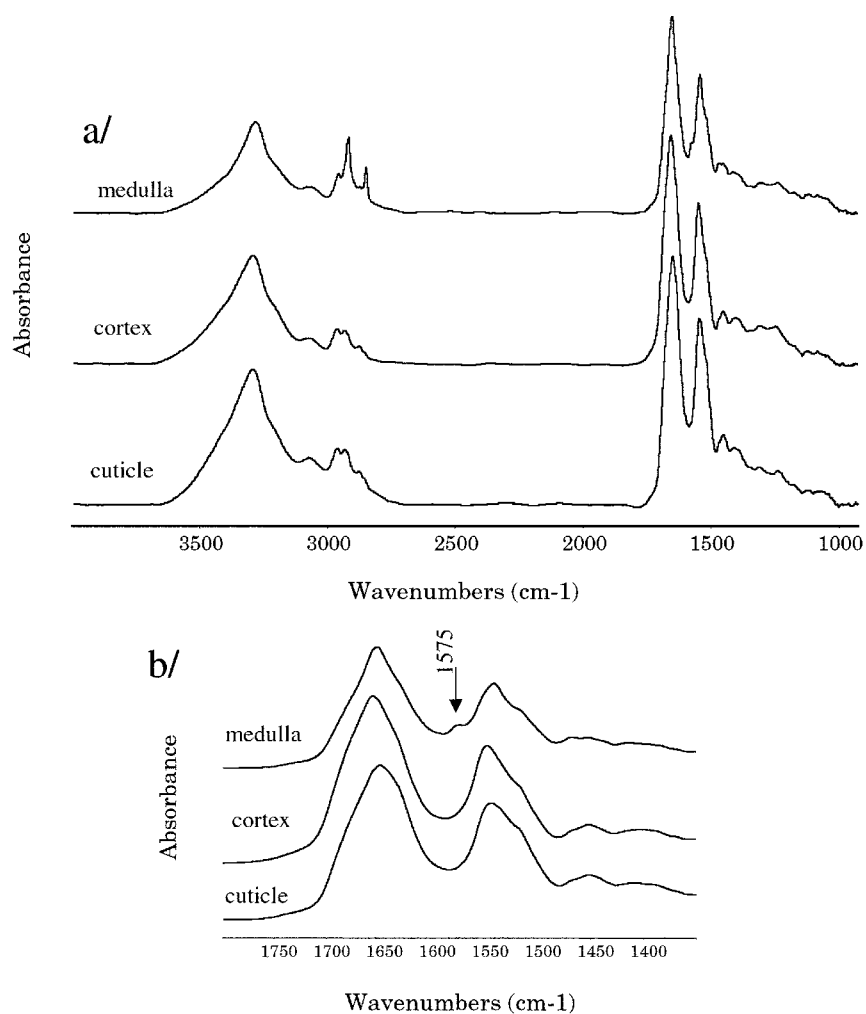 a/
medulla
cortex
cuticle
Absorbance
3500 3000 2500 2000 1500 1000
Wavenumbers (cm-1)
b/
1575
medulla
cortex
cuticle
Absorbance
1750 1700 1650 1600 1550 1500 1450 1400
Wavenumbers (cm-1)